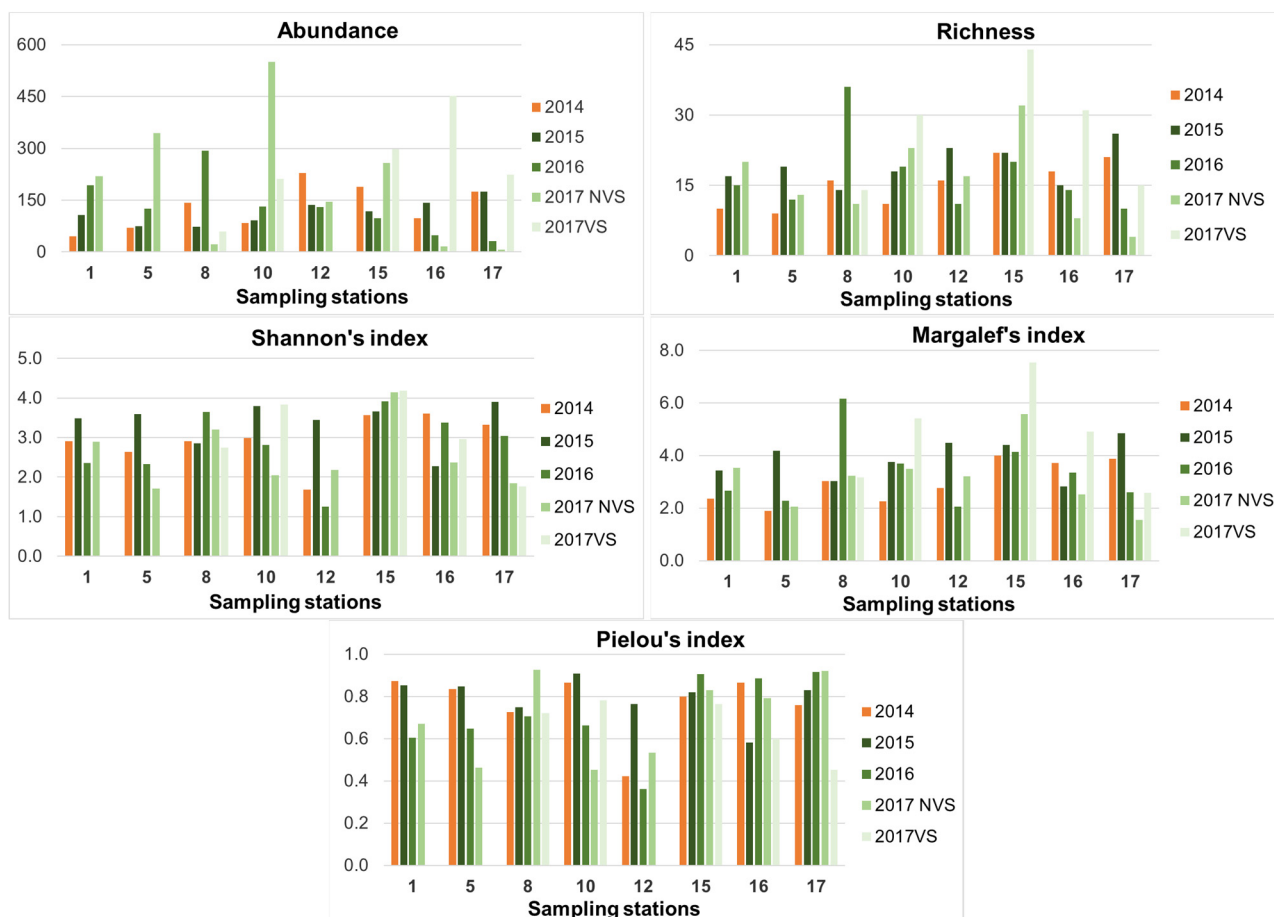 Abundance
600
450
300
150
0
1 5 8 10 12 15 16 17
Sampling stations
2014
2015
2016
2017 NVS
2017VS
Richness
45
30
15
0
1 5 8 10 12 15 16 17
Sampling stations
2014
2015
2016
2017 NVS
2017VS
Shannon's index
5.0
4.0
3.0
2.0
1.0
0.0
1 5 8 10 12 15 16 17
Sampling stations
2014
2015
2016
2017 NVS
2017VS
Margalef's index
8.0
6.0
4.0
2.0
0.0
1 5 8 10 12 15 16 17
Sampling stations
2014
2015
2016
2017 NVS
2017VS
Pielou's index
1.0
0.8
0.6
0.4
0.2
0.0
1 5 8 10 12 15 16 17
Sampling stations
2014
2015
2016
2017 NVS
2017VS